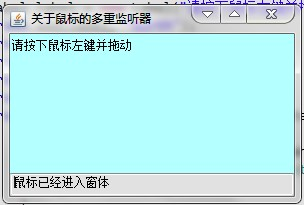 关于鼠标的多重监听器
请按下鼠标左键并拖动
鼠标已经进入窗体